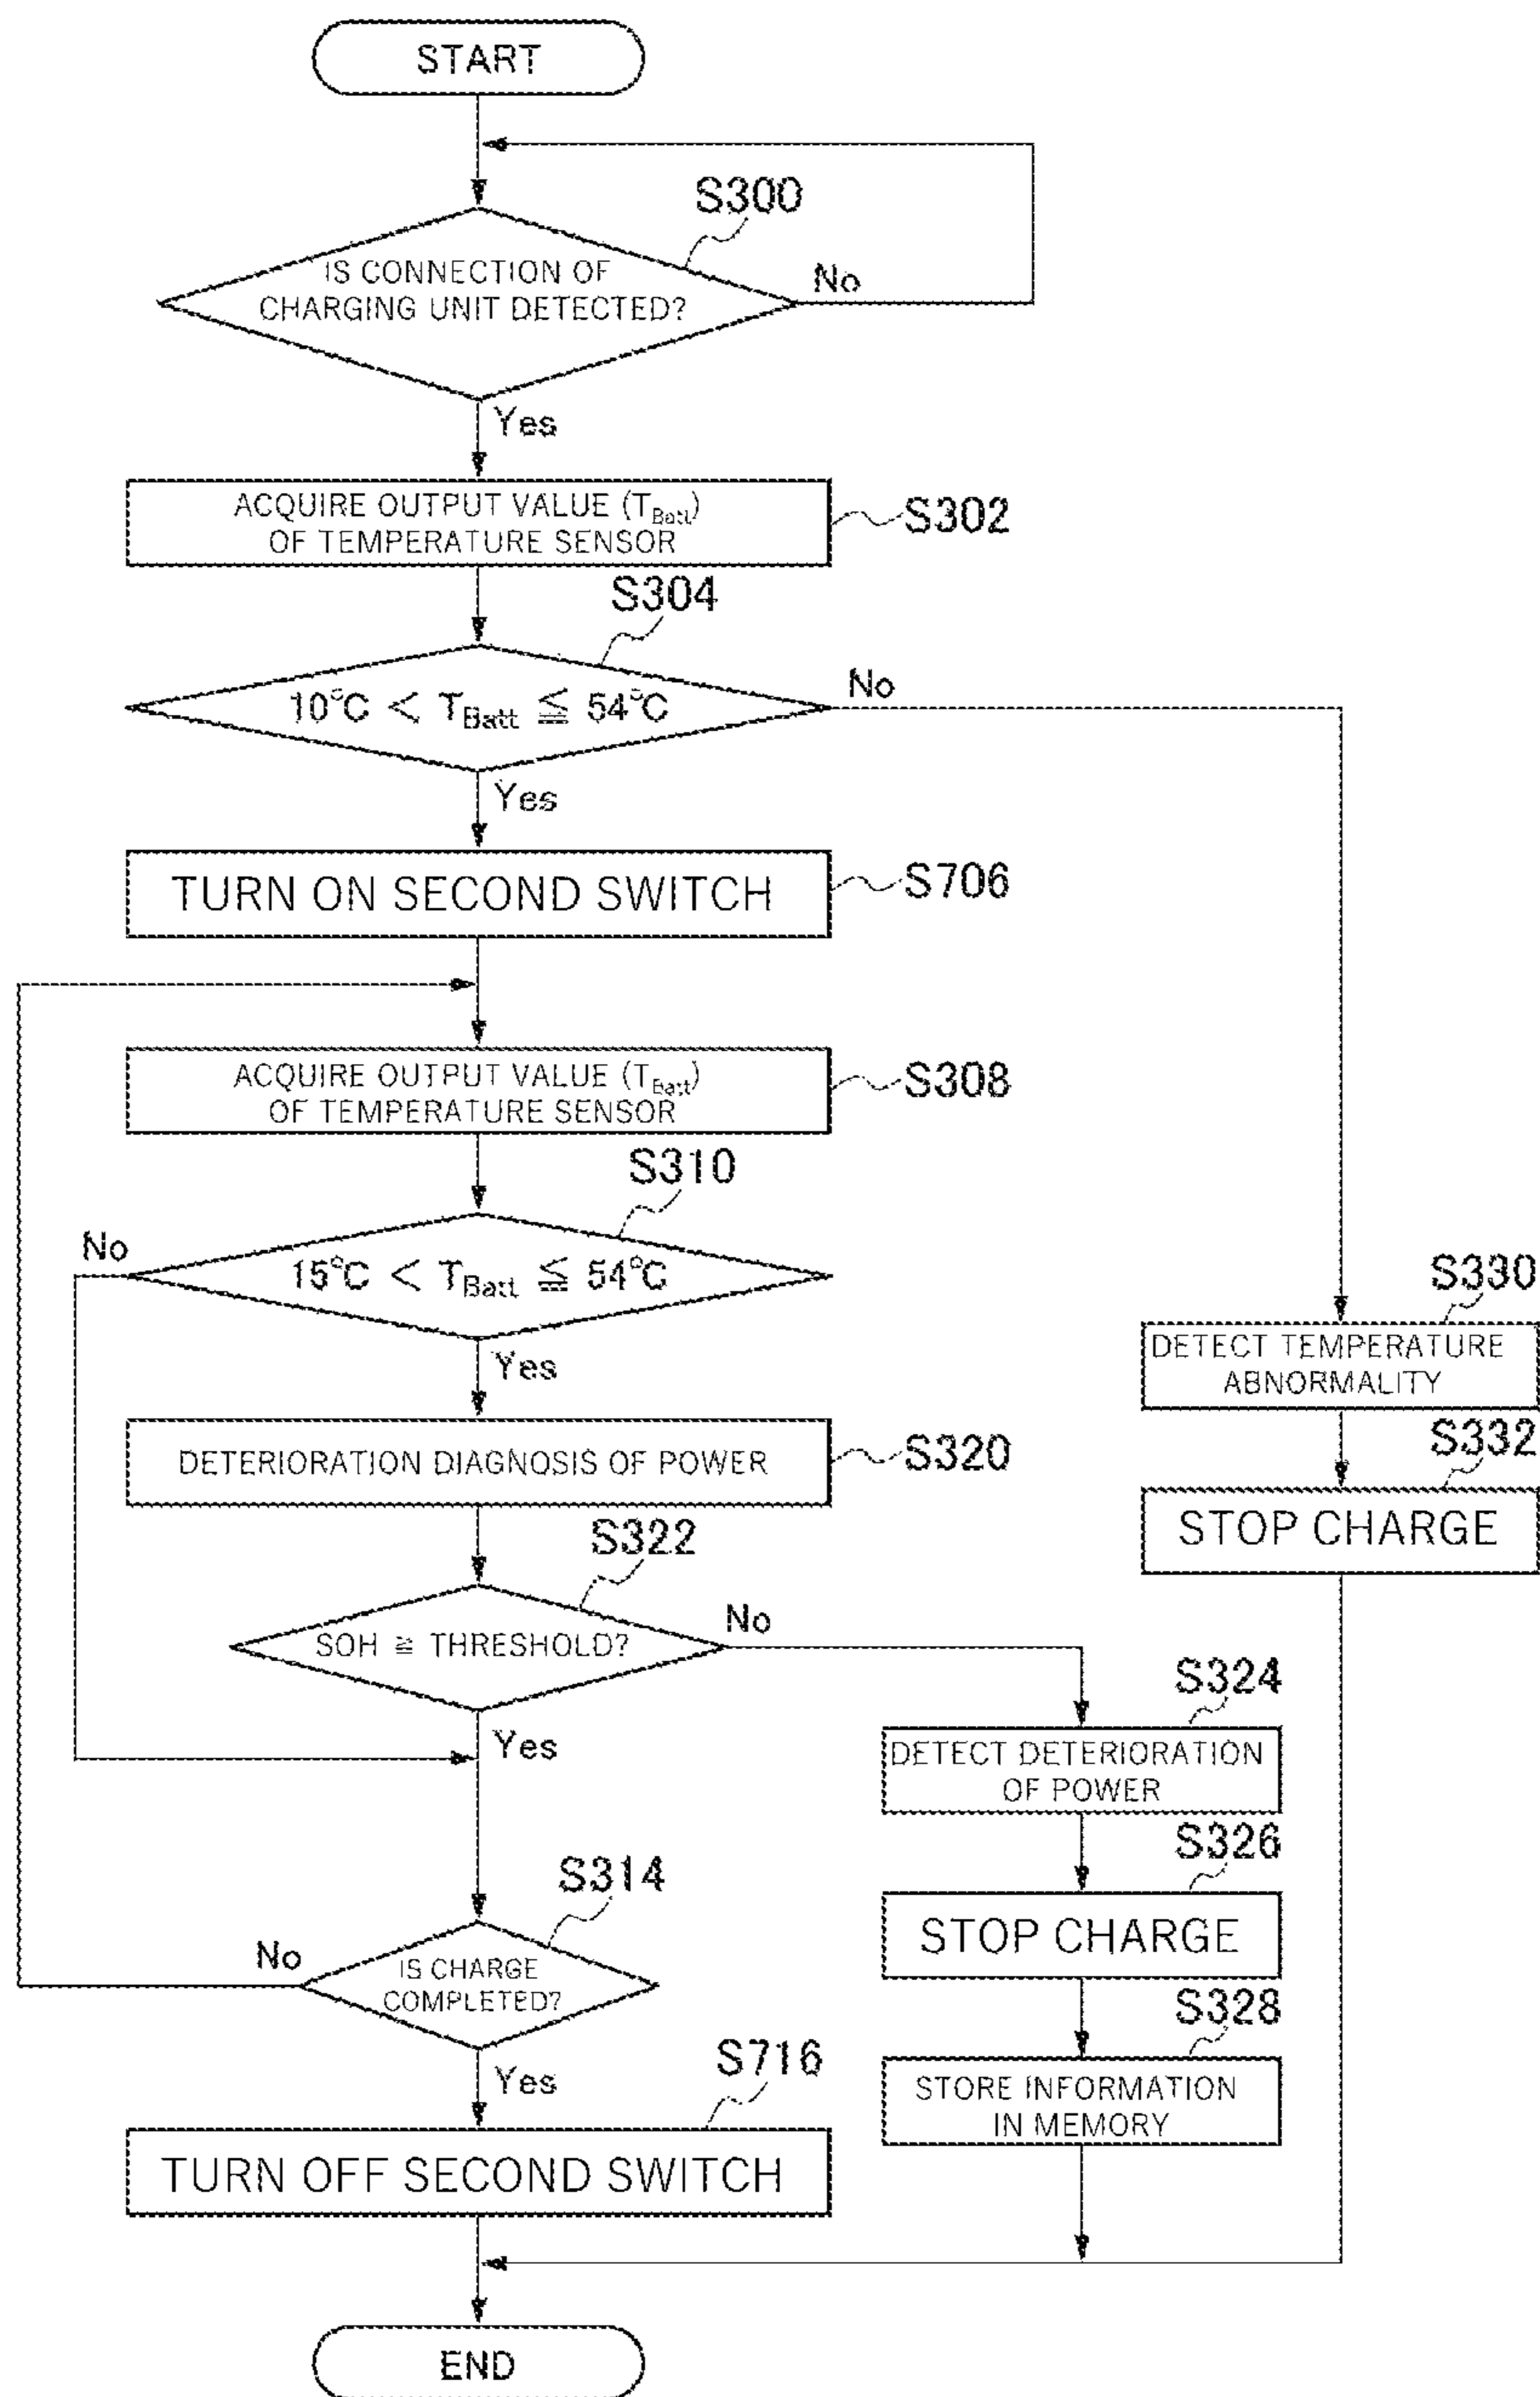 START
S300
IS CONNECTION OF
CHARGING UNIT DETECTED?
No
Yes
ACQUIRE OUTPUT VALUE (TBatt)
OF TEMPERATURE SENSOR
S302
S304
10°C < TBatt ≦ 54°C
No
Yes
TURN ON SECOND SWITCH
S706
ACQUIRE OUTPUT VALUE (TBatt)
OF TEMPERATURE SENSOR
S308
S310
No
15°C < TBatt ≦ 54°C
Yes
S330
DETECT TEMPERATURE
ABNORMALITY
DETERIORATION DIAGNOSIS OF POWER
S320
S332
STOP CHARGE
S322
SOH ≧ THRESHOLD?
No
Yes
S324
DETECT DETERIORATION
OF POWER
S326
STOP CHARGE
S314
No
IS CHARGE
COMPLETED?
Yes
S328
STORE INFORMATION
IN MEMORY
S716
TURN OFF SECOND SWITCH
END